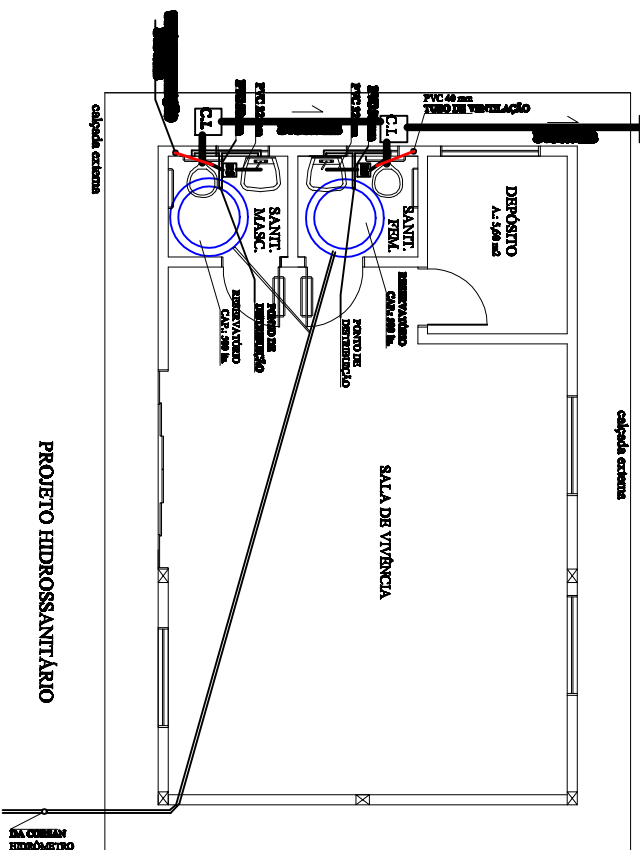 calçada externa
C.I.
C.I.
PVC 40 mm
TUBO DE VENTILAÇÃO
SANIT.
MASC.
SANIT.
FEM.
DEPÓSITO
A.: 5,60 m2
RESERVATÓRIO
CAP.: 500 lts.
PONTO DE
DISTRIBUIÇÃO
PONTO DE
DISTRIBUIÇÃO
RESERVATÓRIO
CAP.: 500 lts.
SALA DE VIVÊNCIA
calçada externa
PROJETO HIDROSSANITÁRIO
DA CORSAN
HIDRÔMETRO